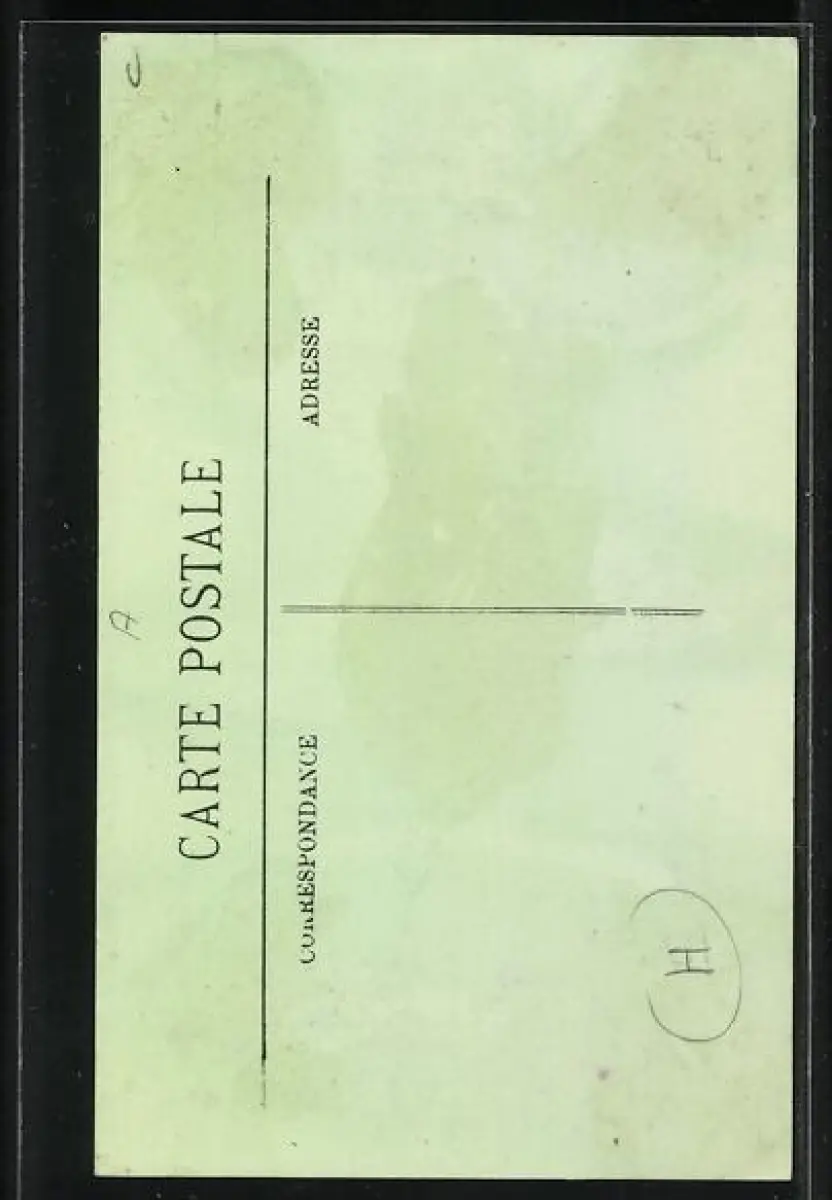 C
A
CARTE POSTALE
CORRESPONDANCE
ADRESSE
H